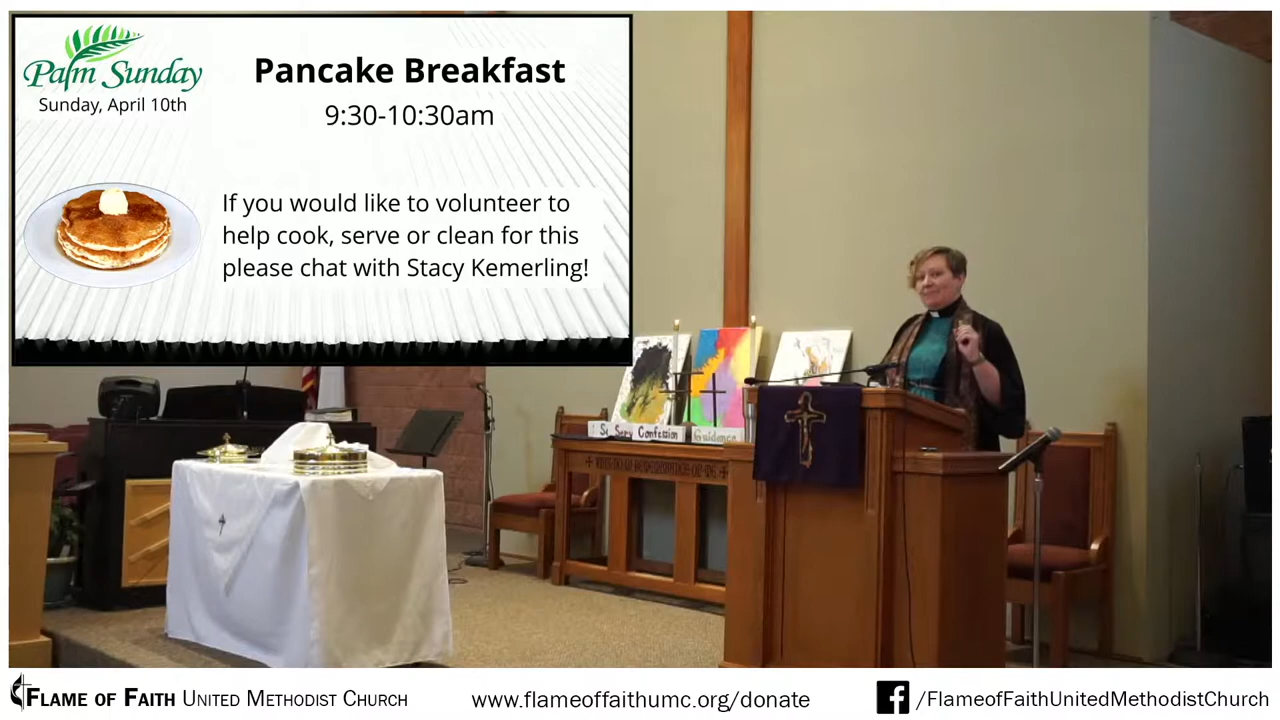 Palm Sunday
Sunday, April 10th
Pancake Breakfast
9:30-10:30am
If you would like to volunteer to
help cook, serve or clean for this
please chat with Stacy Kemerling!
Confession
Guidance
FLAME OF FAITH UNITED METHODIST CHURCH
www.flameoffaithumc.org/donate
/FlameofFaithUnitedMethodistChurch